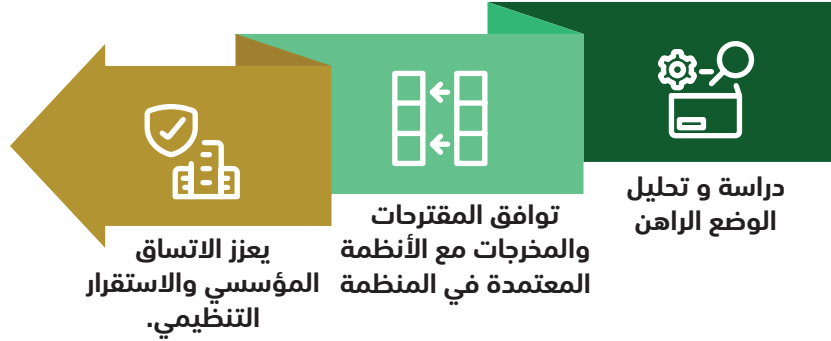 دراسة و تحليل
الوضع الراهن
توافق المقترحات
والمخرجات مع الأنظمة
المعتمدة في المنظمة
يعزز الاتساق
المؤسسي والاستقرار
التنظيمي.